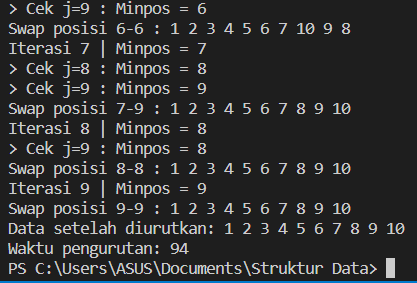 > Cek j=9 : Minpos = 6
Swap posisi 6-6 : 1 2 3 4 5 6 7 10 9 8
Iterasi 7 | Minpos = 7
> Cek j=8 : Minpos = 8
> Cek j=9 : Minpos = 9
Swap posisi 7-9 : 1 2 3 4 5 6 7 8 9 10
Iterasi 8 | Minpos = 8
> Cek j=9 : Minpos = 8
Swap posisi 8-8 : 1 2 3 4 5 6 7 8 9 10
Iterasi 9 | Minpos = 9
Swap posisi 9-9 : 1 2 3 4 5 6 7 8 9 10
Data setelah diurutkan: 1 2 3 4 5 6 7 8 9 10
Waktu pengurutan: 94
PS C:\Users\ASUS\Documents\Struktur Data>